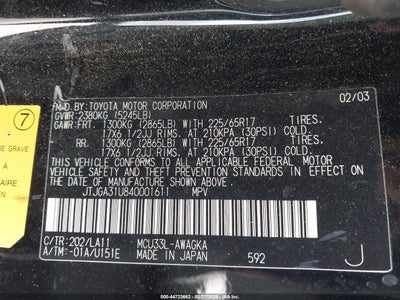 02/03
MFD. BY TOYOTA MOTOR CORPORATION
GVWR: 2380KG (5245LB)
GAWR:FRT. 1300KG (2865LB) WITH 225/65R17 TIRES.
17X6 1/2JJ RIMS. AT 210KPA (30PSI) COLD.
RR. 1300KG (2865LB) WITH 225/65R17 TIRES.
17X6 1/2JJ RIMS. AT 210KPA (30PSI) COLD.
THIS VEHICLE CONFORMS TO ALL APPLICABLE FEDERAL MOTOR
VEHICLE SAFETY, BUMPER, AND THEFT PREVENTION STANDARDS IN
EFFECT ON THE DATE OF MANUFACTURE SHOWN ABOVE.
JTJGA31U840001611 MPV
C/TR:202/LA11 MCU33L-AWAGKA
A/TM:-01A/U151E MADE IN JAPAN 592 J
7
GRAVE
AIRE